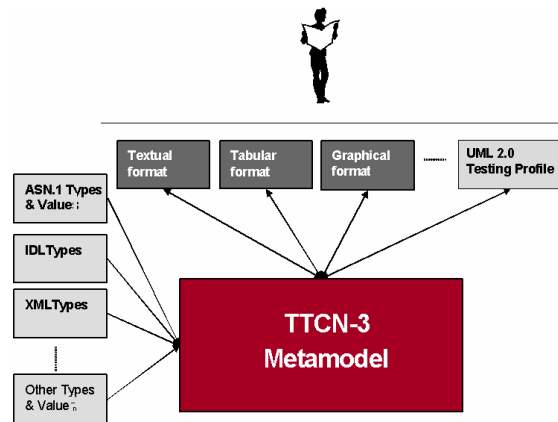 Textual
format
Tabular
format
Graphical
format
UML 2.0
Testing Profile
ASN.1 Types
& Values
IDLTypes
XMLTypes
Other Types
& Value
TTCN-3
Metamodel